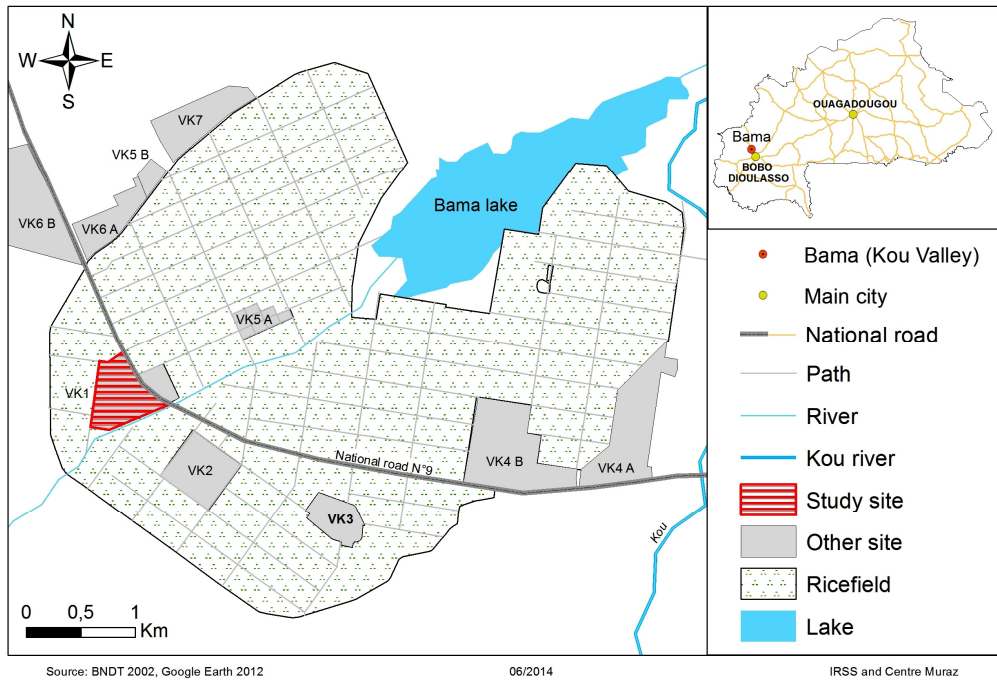 N
W E
S
VK7
VK5 B
VK6 B
VK6 A
Bama lake
VK5 A
VK1
National road N°9
VK2
VK4 B
VK4 A
VK3
Kou
0 0,5 1
Km
OUAGADOUGOU
Bama
BOBO
DIOULASSO
Bama (Kou Valley)
Main city
National road
Path
River
Kou river
Study site
Other site
Ricefield
Lake
Source: BNDT 2002, Google Earth 2012 06/2014 IRSS and Centre Muraz